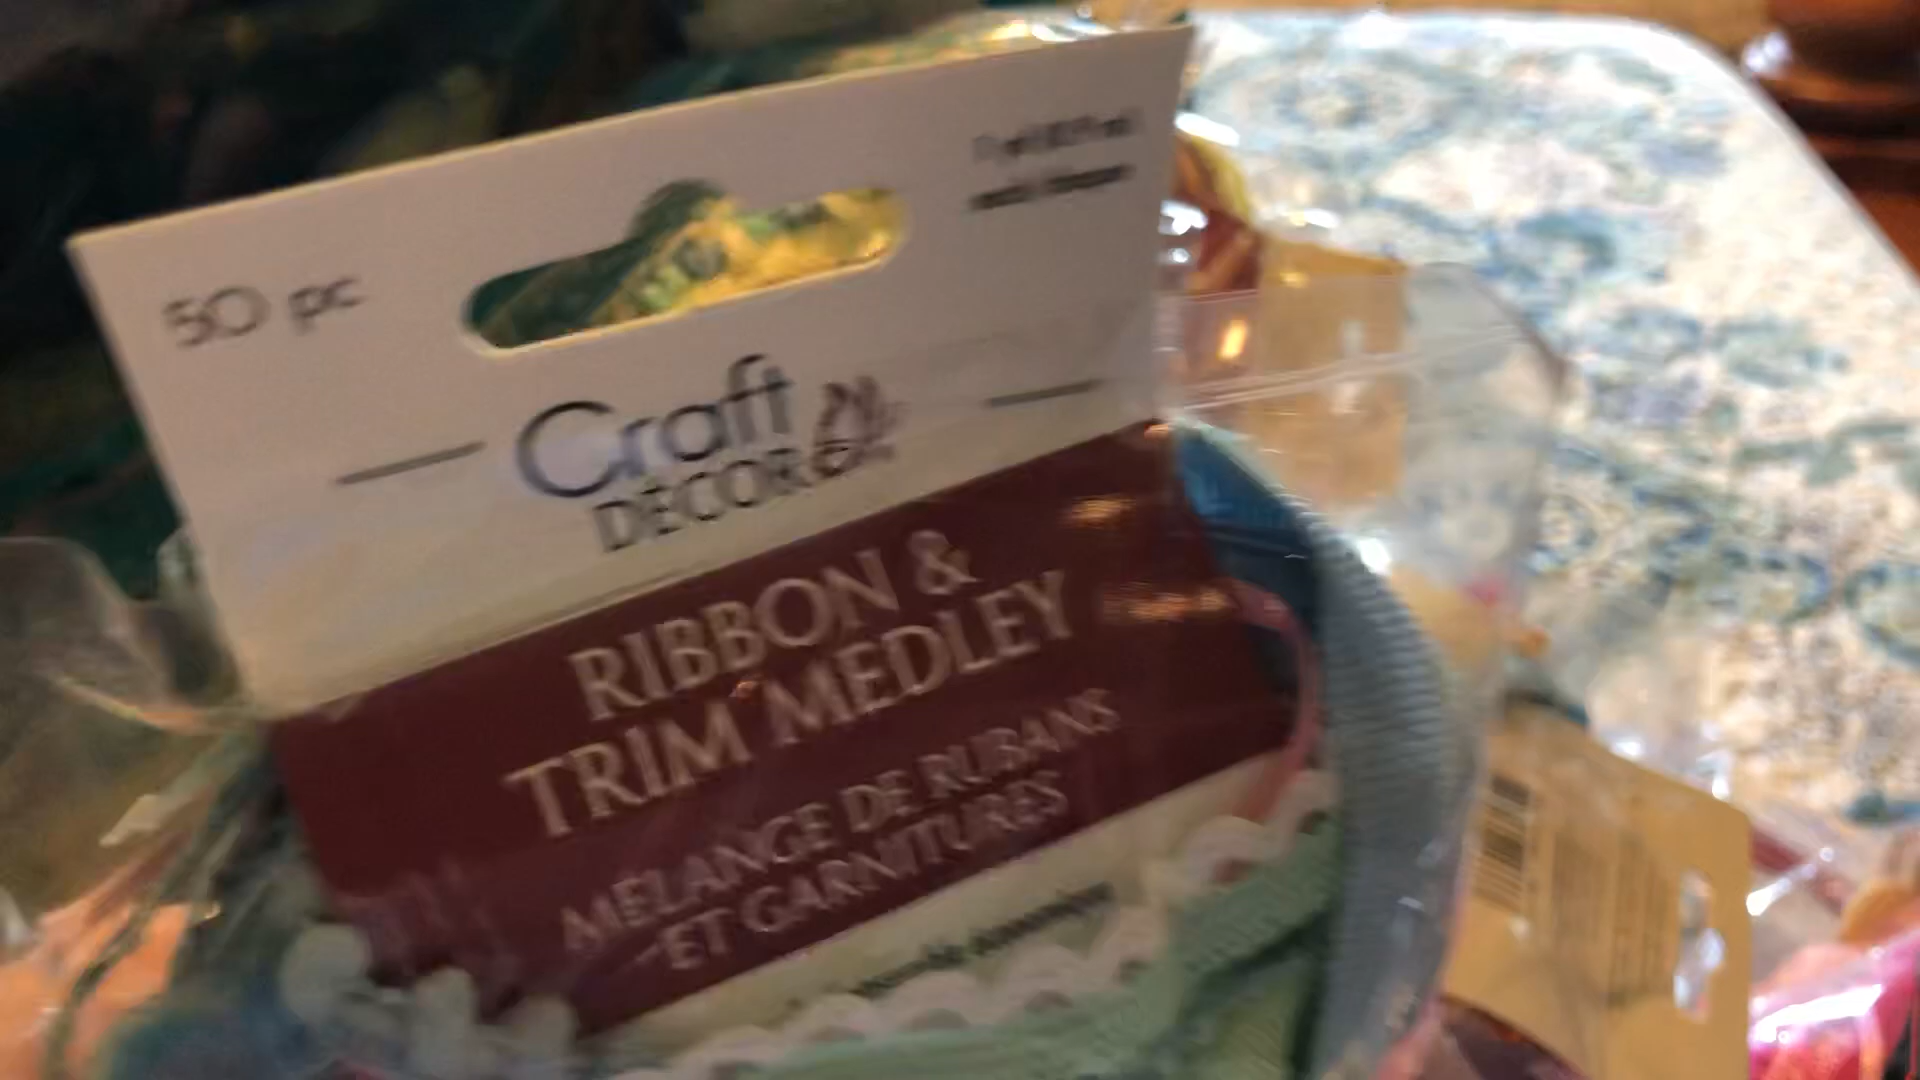 50 pc
Craft
DECOR
RIBBON &
TRIM MEDLEY
MELANGE DE RUBANS
ET GARNITURES